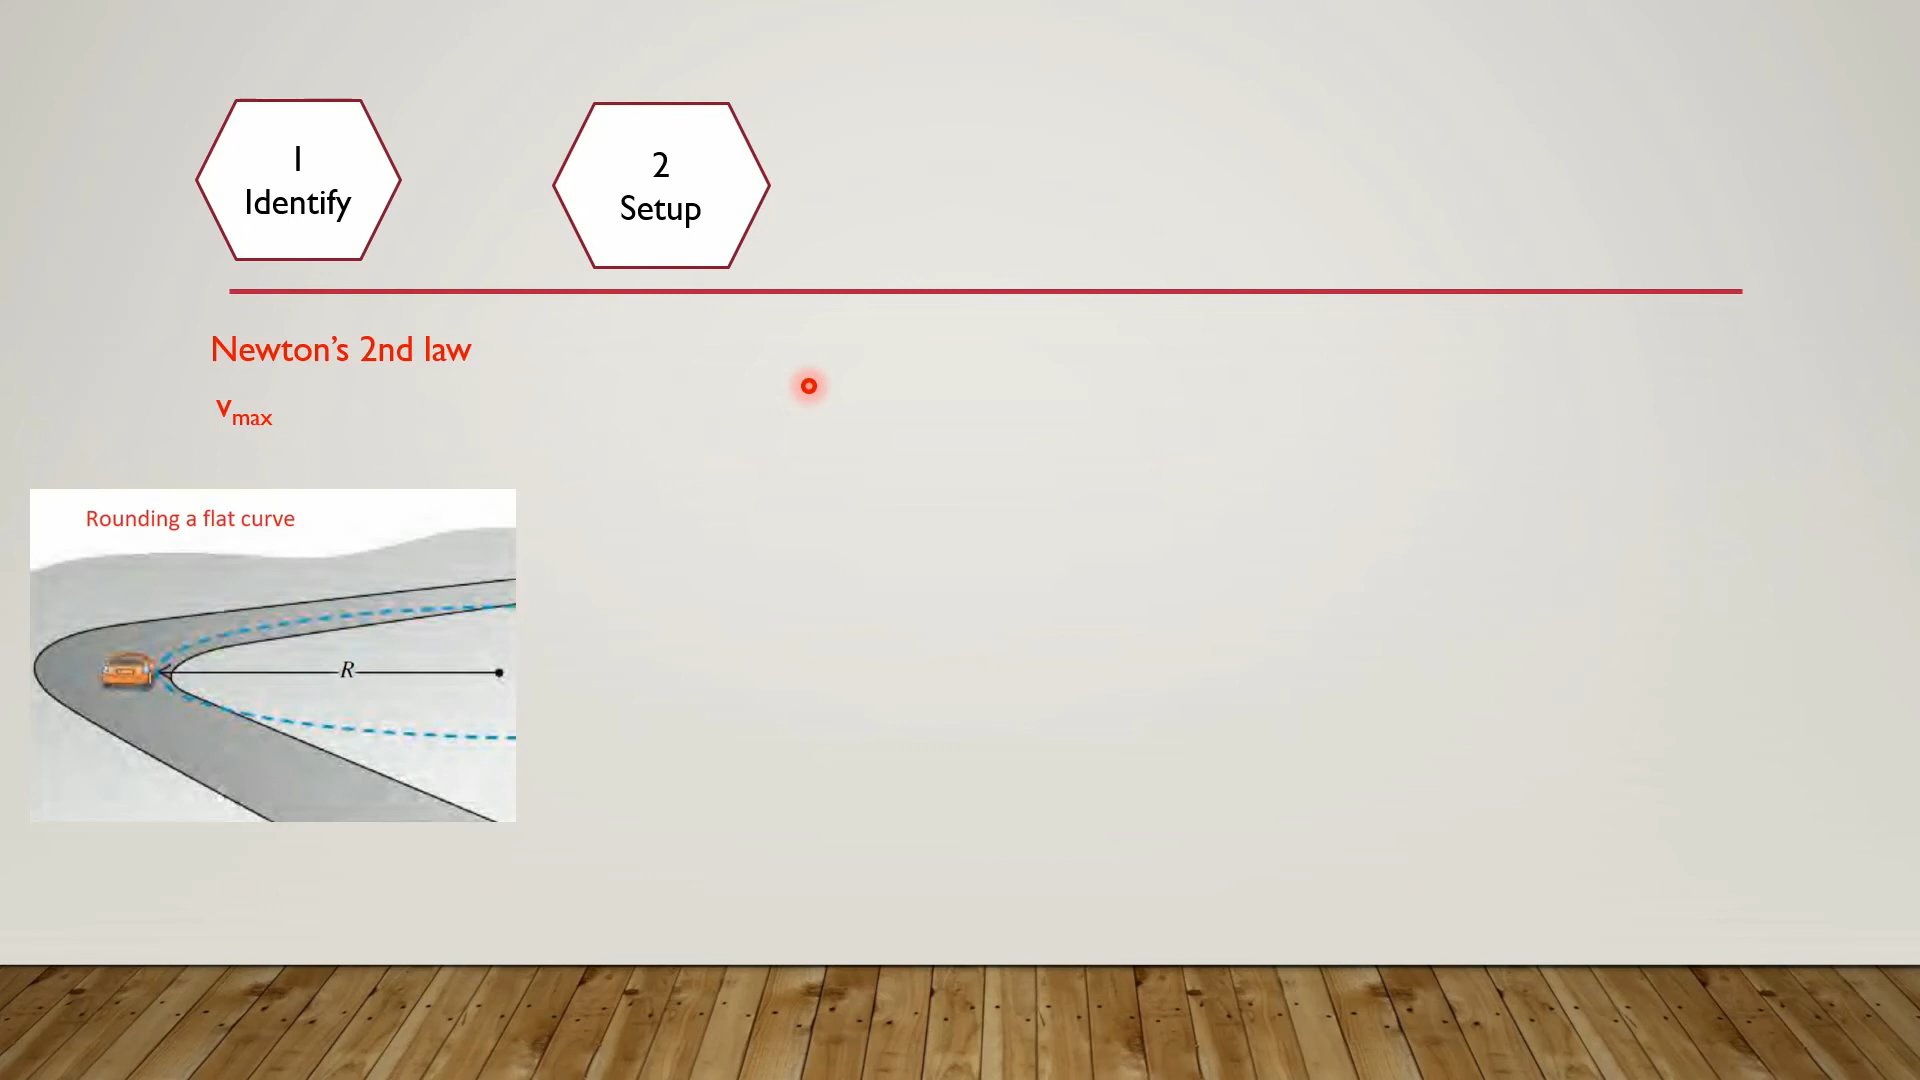 1
Identify
2
Setup
Newton's 2nd law
vmax
Rounding a flat curve
R